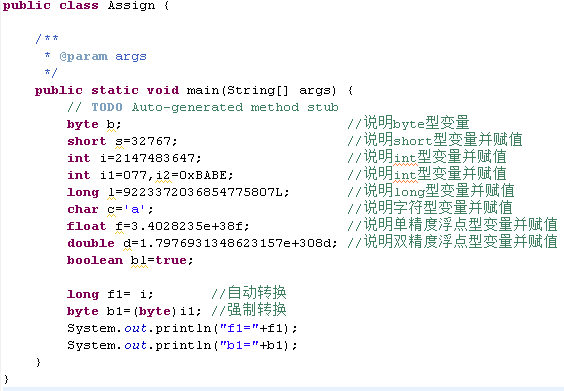 public class Assign {
/**
* @param args
*/
public static void main(String[] args) {
// TODO Auto-generated method stub
byte b; //说明byte型变量
short s=32767; //说明short型变量并赋值
int i=2147483647; //说明int型变量并赋值
int i1=077,i2=0xBABE; //说明int型变量并赋值
long l=9223372036854775807L; //说明long型变量并赋值
char c='a'; //说明字符型变量并赋值
float f=3.4028235e+38f; //说明单精度浮点型变量并赋值
double d=1.7976931348623157e+308d; //说明双精度浮点型变量并赋值
boolean bl=true;
long f1= i; //自动转换
byte b1=(byte)i1; //强制转换
System.out.println("f1="+f1);
System.out.println("b1="+b1);
}
}